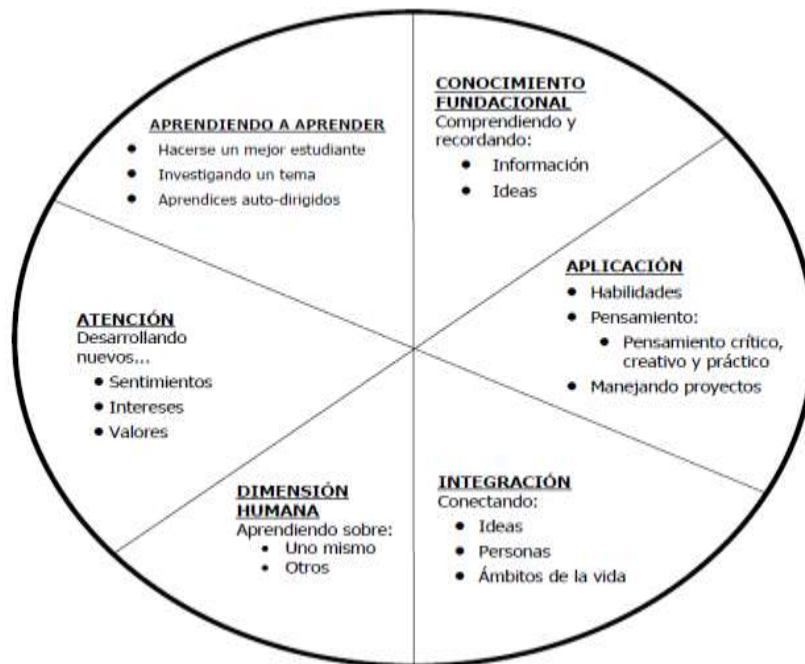 CONOCIMIENTO
FUNDACIONAL
Comprendiendo y
recordando:
● Información
● Ideas
APLICACIÓN
● Habilidades
● Pensamiento:
● Pensamiento crítico,
creativo y práctico
● Manejando proyectos
INTEGRACIÓN
Conectando:
● Ideas
● Personas
● Ámbitos de la vida
DIMENSIÓN
HUMANA
Aprendiendo sobre:
• Uno mismo
• Otros
ATENCIÓN
Desarrollando
nuevos...
● Sentimientos
● Intereses
● Valores
APRENDIENDO A APRENDER
● Hacerse un mejor estudiante
● Investigando un tema
● Aprendices auto-dirigidos